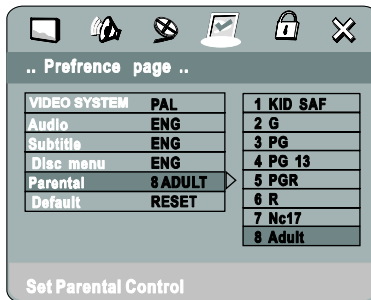 .. Prefrence page ..
VIDEO SYSTEM PAL
Audio ENG
Subtitle ENG
Disc menu ENG
Parental 8 ADULT
Default RESET
1 KID SAF
2 G
3 PG
4 PG 13
5 PGR
6 R
7 Nc17
8 Adult
Set Parental Control